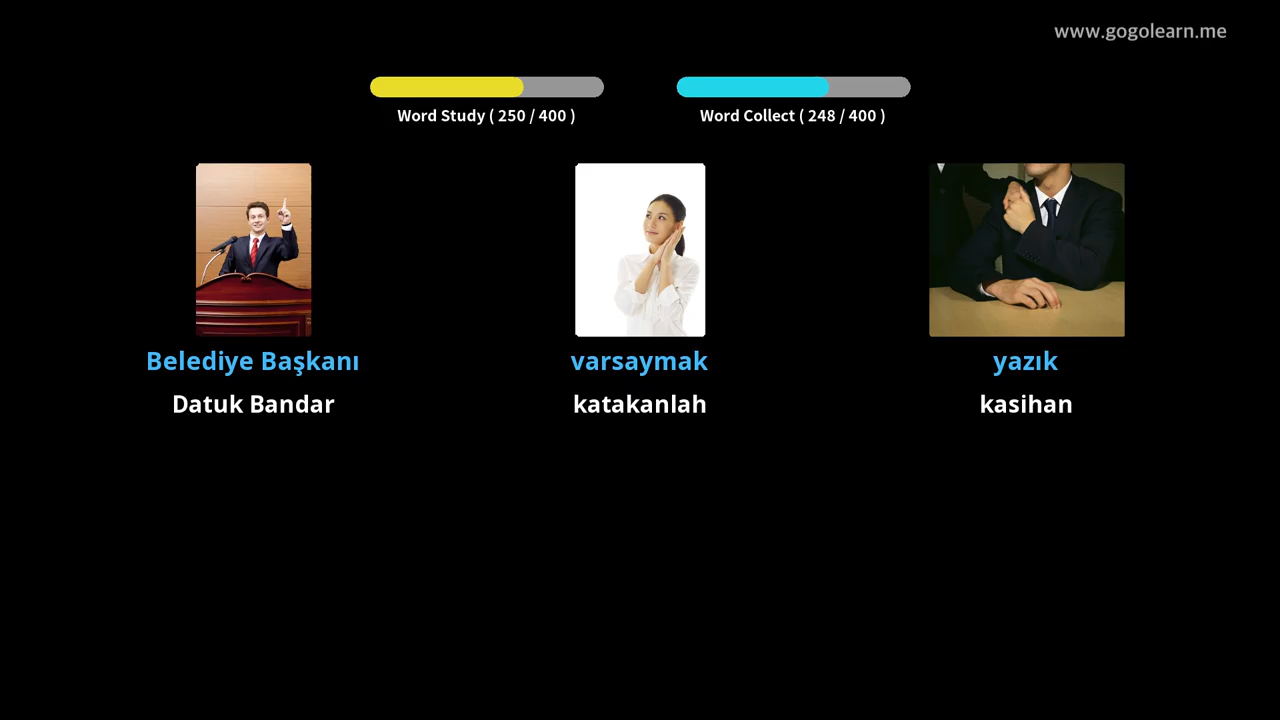 www.gogolearn.me
Word Study ( 250 / 400 )
Word Collect ( 248 / 400 )
Belediye Başkanı
varsaymak
yazık
Datuk Bandar
katakanlah
kasihan